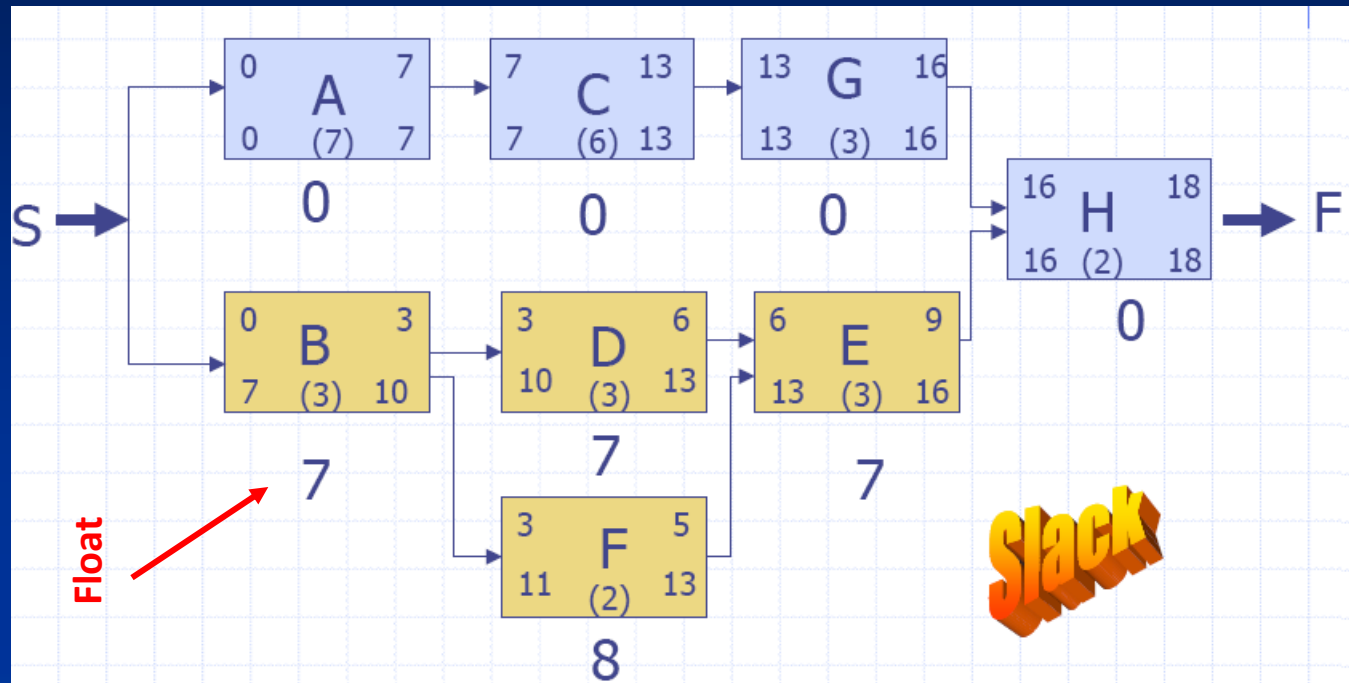 0 A 7
0 (7) 7
0
7 C 13
7 (6) 13
0
13 G 16
13 (3) 16
0
S
16 H 18
16 (2) 18
0
F
0 B 3
7 (3) 10
7
3 D 6
10 (3) 13
7
6 E 9
13 (3) 16
7
Float
3 F 5
11 (2) 13
8
Slack